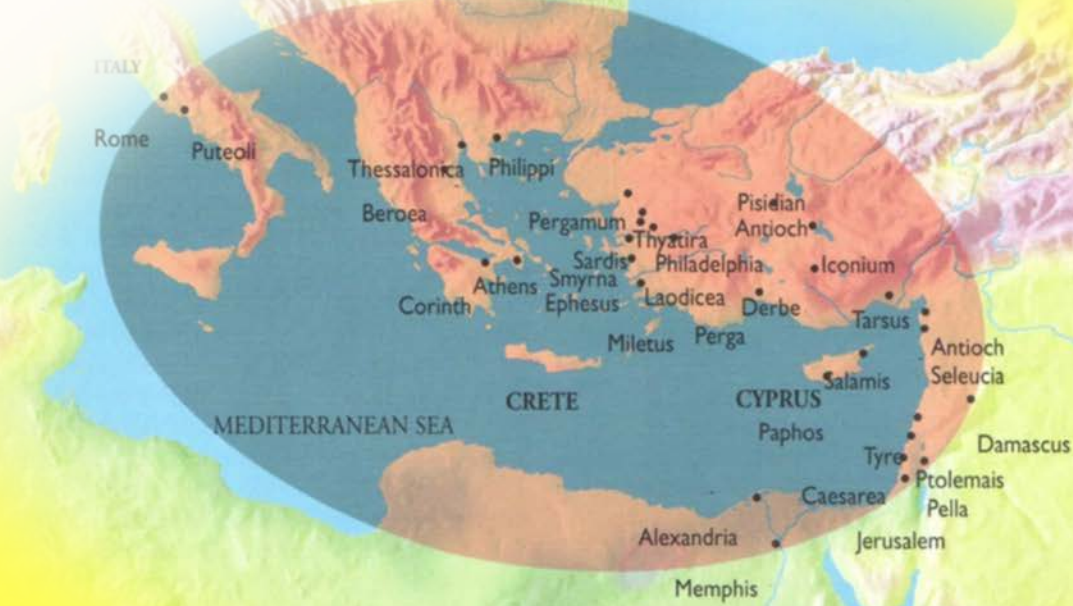 ITALY
Rome
Puteoli
Thessalonica
Philippi
Beroea
Pergamum
Pisidian
Antioch
Thyatira
Sardis
Philadelphia
Iconium
Athens
Smyrna
Ephesus
Laodicea
Corinth
Derbe
Tarsus
Miletus
Perga
Antioch
Seleucia
Salamis
CRETE
CYPRUS
MEDITERRANEAN SEA
Paphos
Damascus
Tyre
Ptolemais
Caesarea
Pella
Alexandria
Jerusalem
Memphis